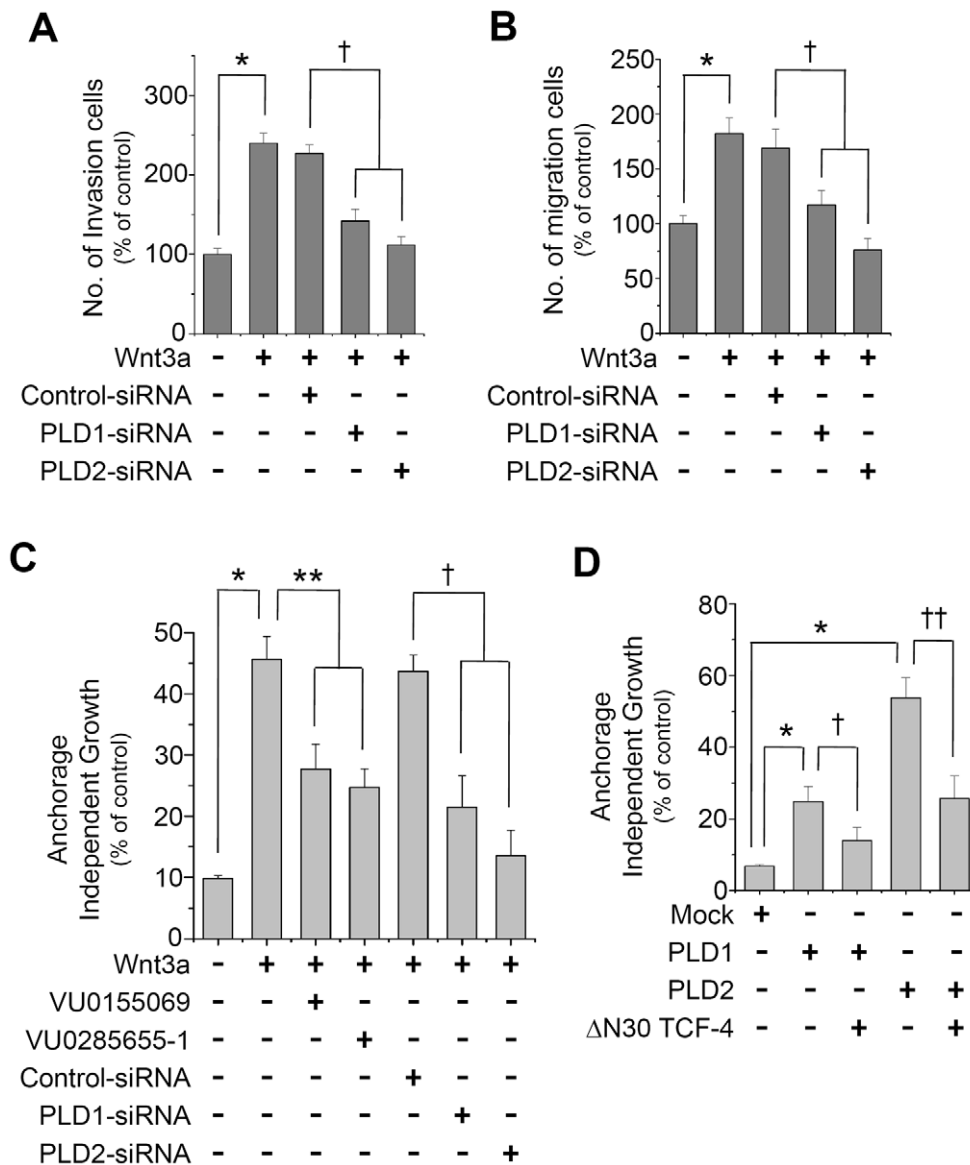 A
No. of Invasion cells
(% of control)
300
200
100
0
* †
Wnt3a - + + + +
Control-siRNA - - + - -
PLD1-siRNA - - - + -
PLD2-siRNA - - - - +
B
No. of migration cells
(% of control)
250
200
150
100
75
50
0
* †
Wnt3a - + + + +
Control-siRNA - - + - -
PLD1-siRNA - - - + -
PLD2-siRNA - - - - +
C
Anchorage
Independent Growth
(% of control)
50
40
30
20
10
10
* ** †
Wnt3a - + + + + + +
VU0155069 - - + - - - -
VU0285655-1 - - - + - - -
Control-siRNA - - - - + - -
PLD1-siRNA - - - - - + -
PLD2-siRNA - - - - - - +
D
Anchorage
Independent Growth
(% of control)
80
60
40
20
0
* * † ††
Mock + - - - -
PLD1 - + + - -
PLD2 - - - + +
ΔN30 TCF-4 - - + - +